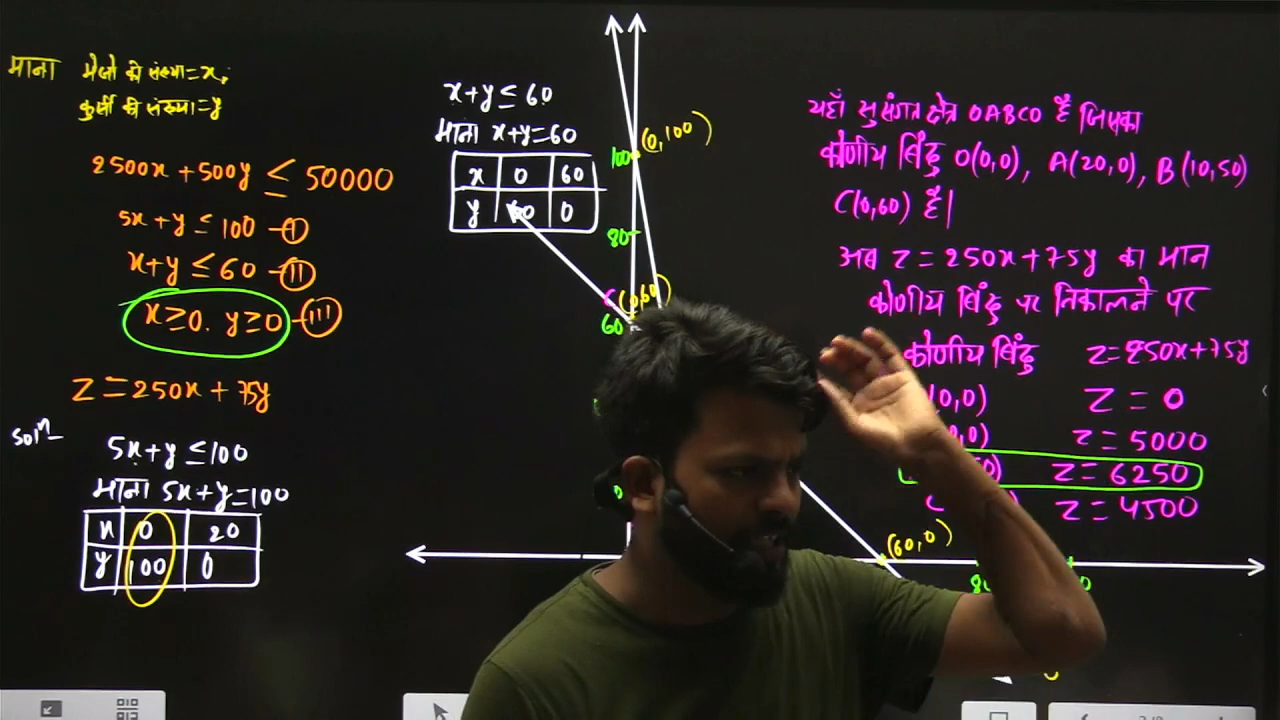 माना मेजो की संख्या=x,
कुर्सी की संख्या=y
2500x + 500y ≤ 50000
5x+y ≤ 100 -(I)
x+y ≤ 60 -(II)
x≥0. y≥0 -(III)
Z = 250x + 75y
Solⁿ-
5x+y ≤100
माना 5x+y=100
x 0 20
y 100 0
x+y ≤ 60
माना x+y=60
x 0 60
y 60 0
(0,100)
100
80
(0,60)
60
(60,0)
यहाँ सुसंगत क्षेत्र OABCO है जिसका
कोणीय बिंदु O(0,0), A(20,0), B(10,50)
C(0,60) है|
अब Z = 250x+75y का मान
कोणीय बिंदु पर निकालने पर
कोणीय बिंदु Z=250x+75y
(0,0) Z = 0
Z = 5000
Z = 6250
Z = 4500